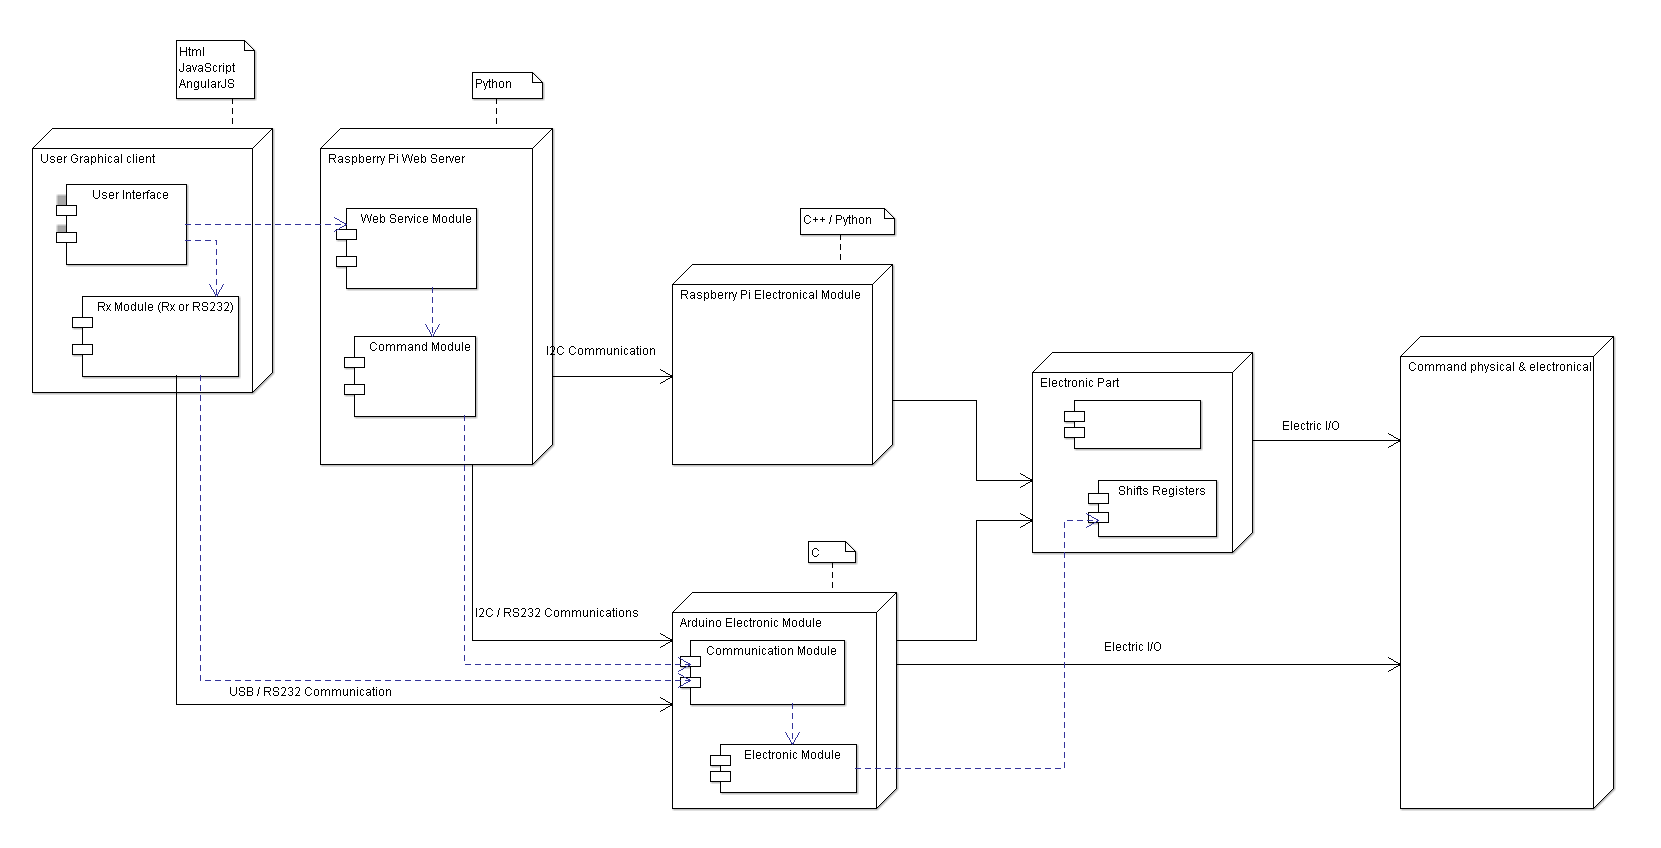 Html
JavaScript
AngularJS
Python
User Graphical client
Raspberry Pi Web Server
User Interface
Web Service Module
C++ / Python
Rx Module (Rx or RS232)
Raspberry Pi Electronical Module
Command Module
I2C Communication
Electronic Part
Command physical & electronical
Electric I/O
Shifts Registers
C
I2C / RS232 Communications
Arduino Electronic Module
Communication Module
Electric I/O
USB / RS232 Communication
Electronic Module